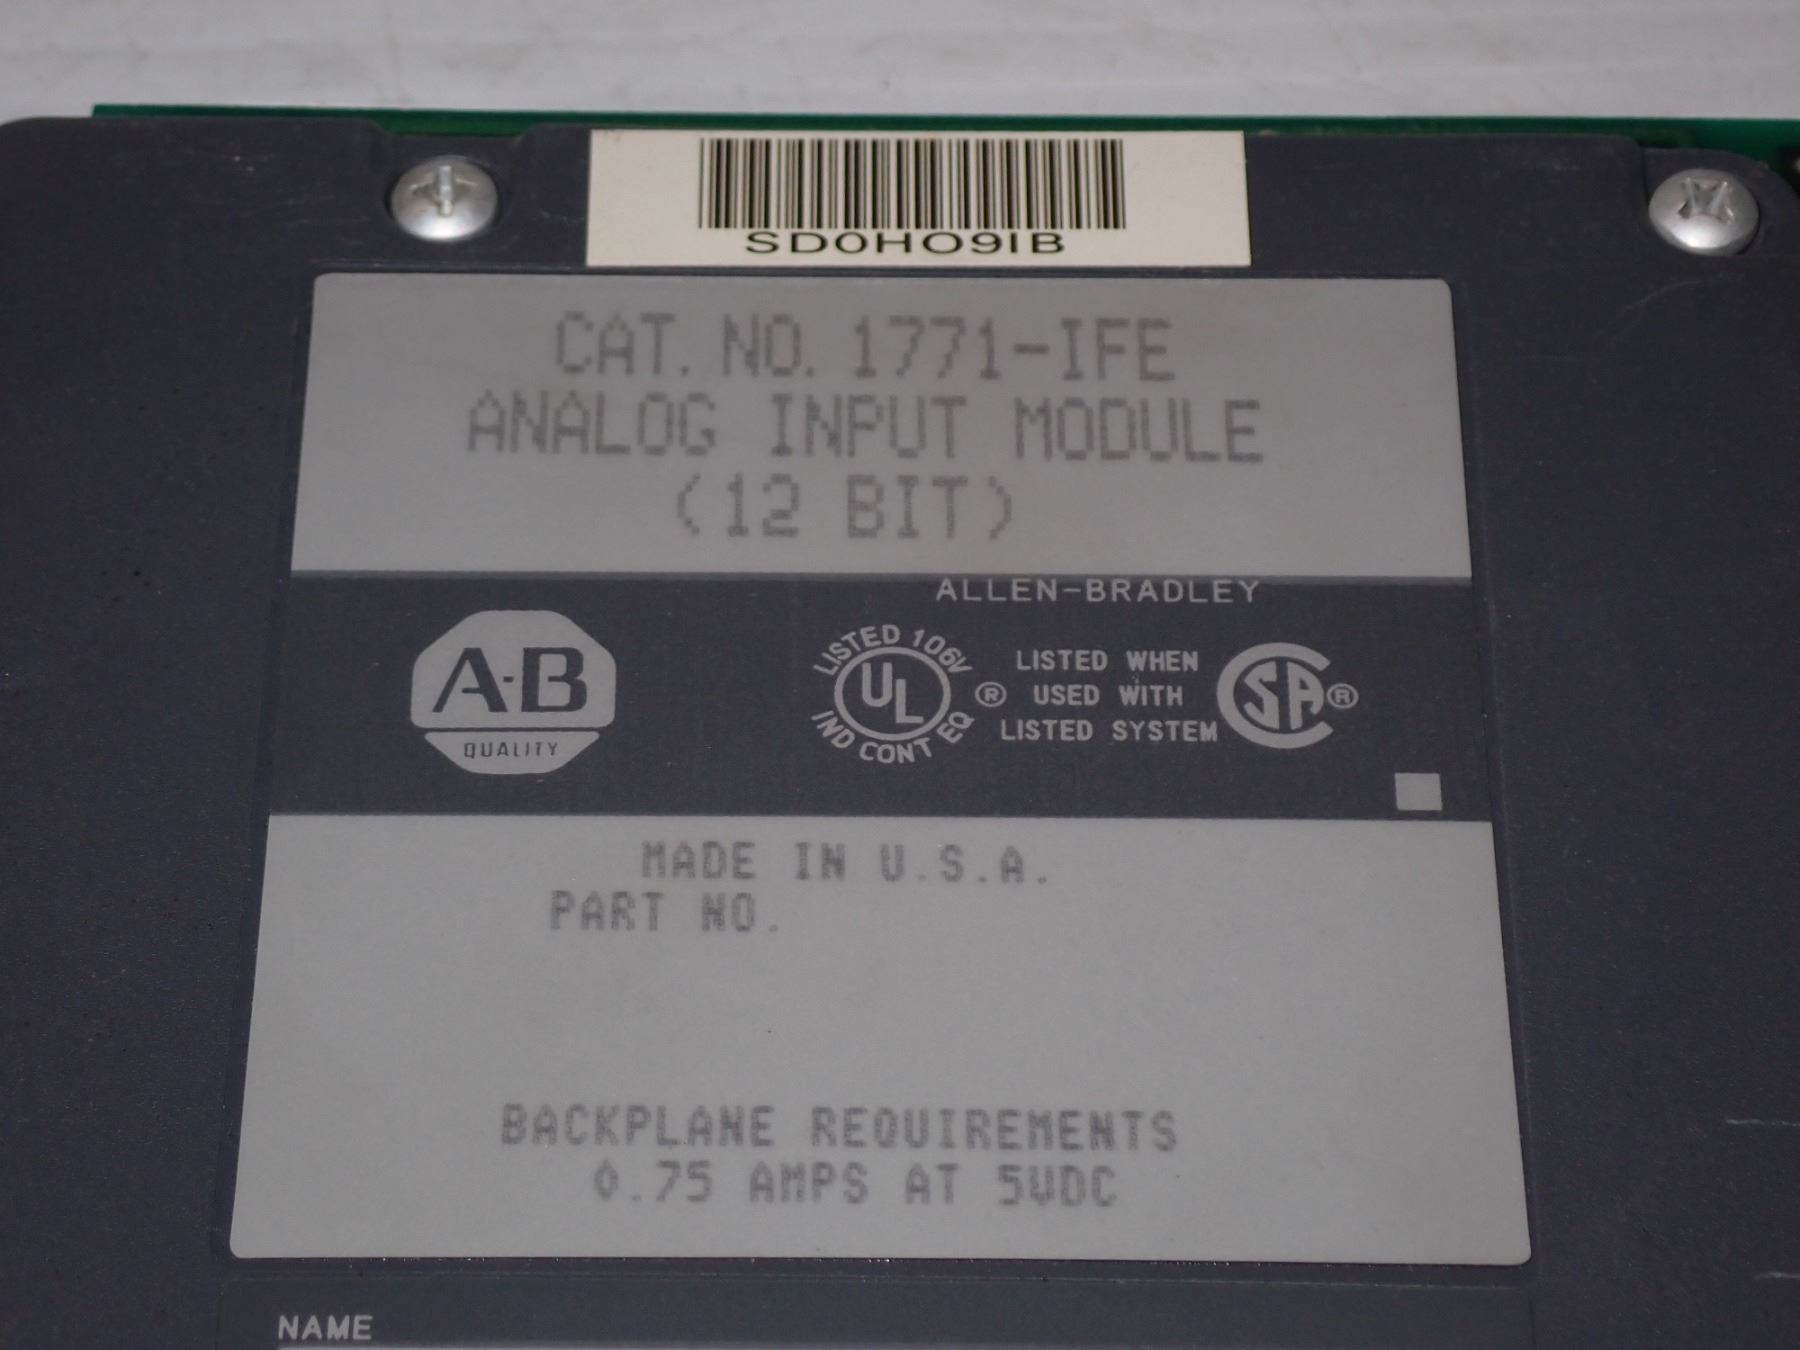 SD0HO9IB
CAT. NO. 1771-IFE
ANALOG INPUT MODULE
(12 BIT)
ALLEN-BRADLEY
A-B
QUALITY
LISTED 106V
UL
IND CONT EQ
®
LISTED WHEN
USED WITH
LISTED SYSTEM
SA
®
MADE IN U.S.A.
PART NO.
BACKPLANE REQUIREMENTS
0.75 AMPS AT 5VDC
NAME